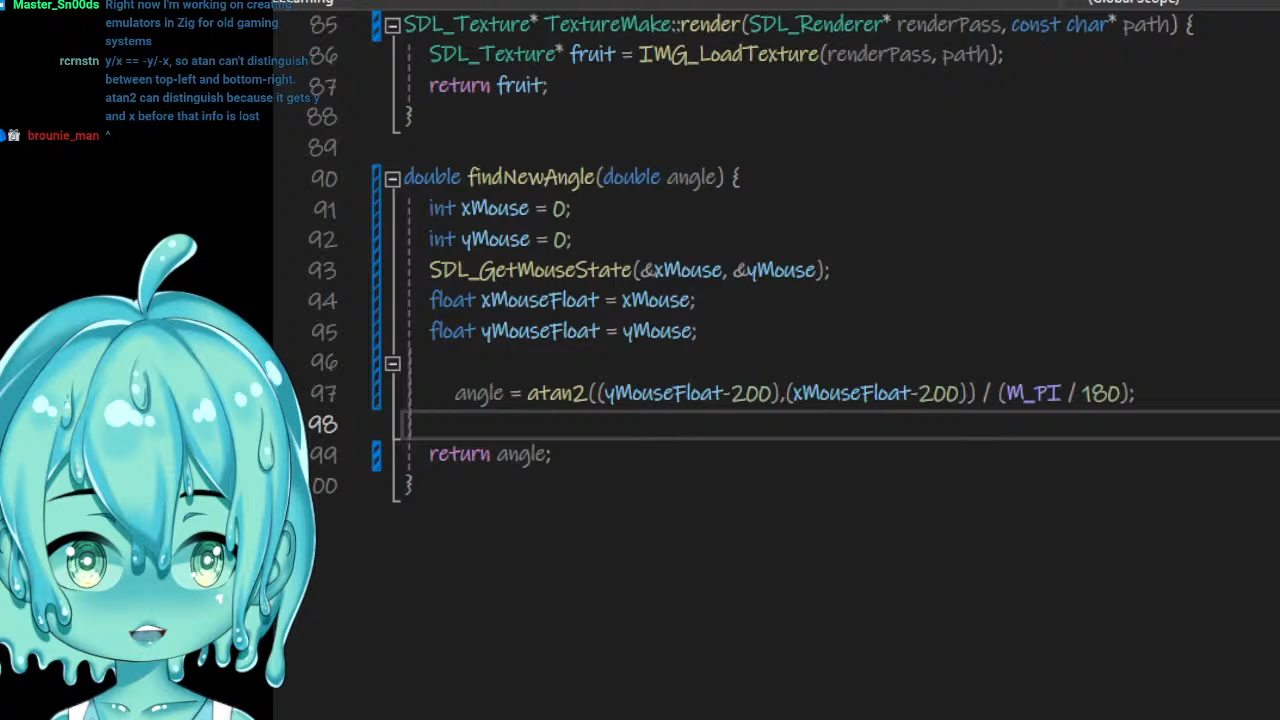 Master_Sn00ds Right now I'm working on creating
emulators in Zig for old gaming
systems
rcrnstn y/x == -y/-x, so atan can't distinguish
between top-left and bottom-right.
atan2 can distinguish because it gets y
and x before that info is lost
brounie_man ^
85 SDL_Texture* TextureMake::render(SDL_Renderer* renderPass, const char* path) {
86 SDL_Texture* fruit = IMG_LoadTexture(renderPass, path);
87 return fruit;
88 }
89
90 double findNewAngle(double angle) {
91 int xMouse = 0;
92 int yMouse = 0;
93 SDL_GetMouseState(&xMouse, &yMouse);
94 float xMouseFloat = xMouse;
95 float yMouseFloat = yMouse;
96
97 angle = atan2((yMouseFloat-200),(xMouseFloat-200)) / (M_PI / 180);
98
99 return angle;
00 }